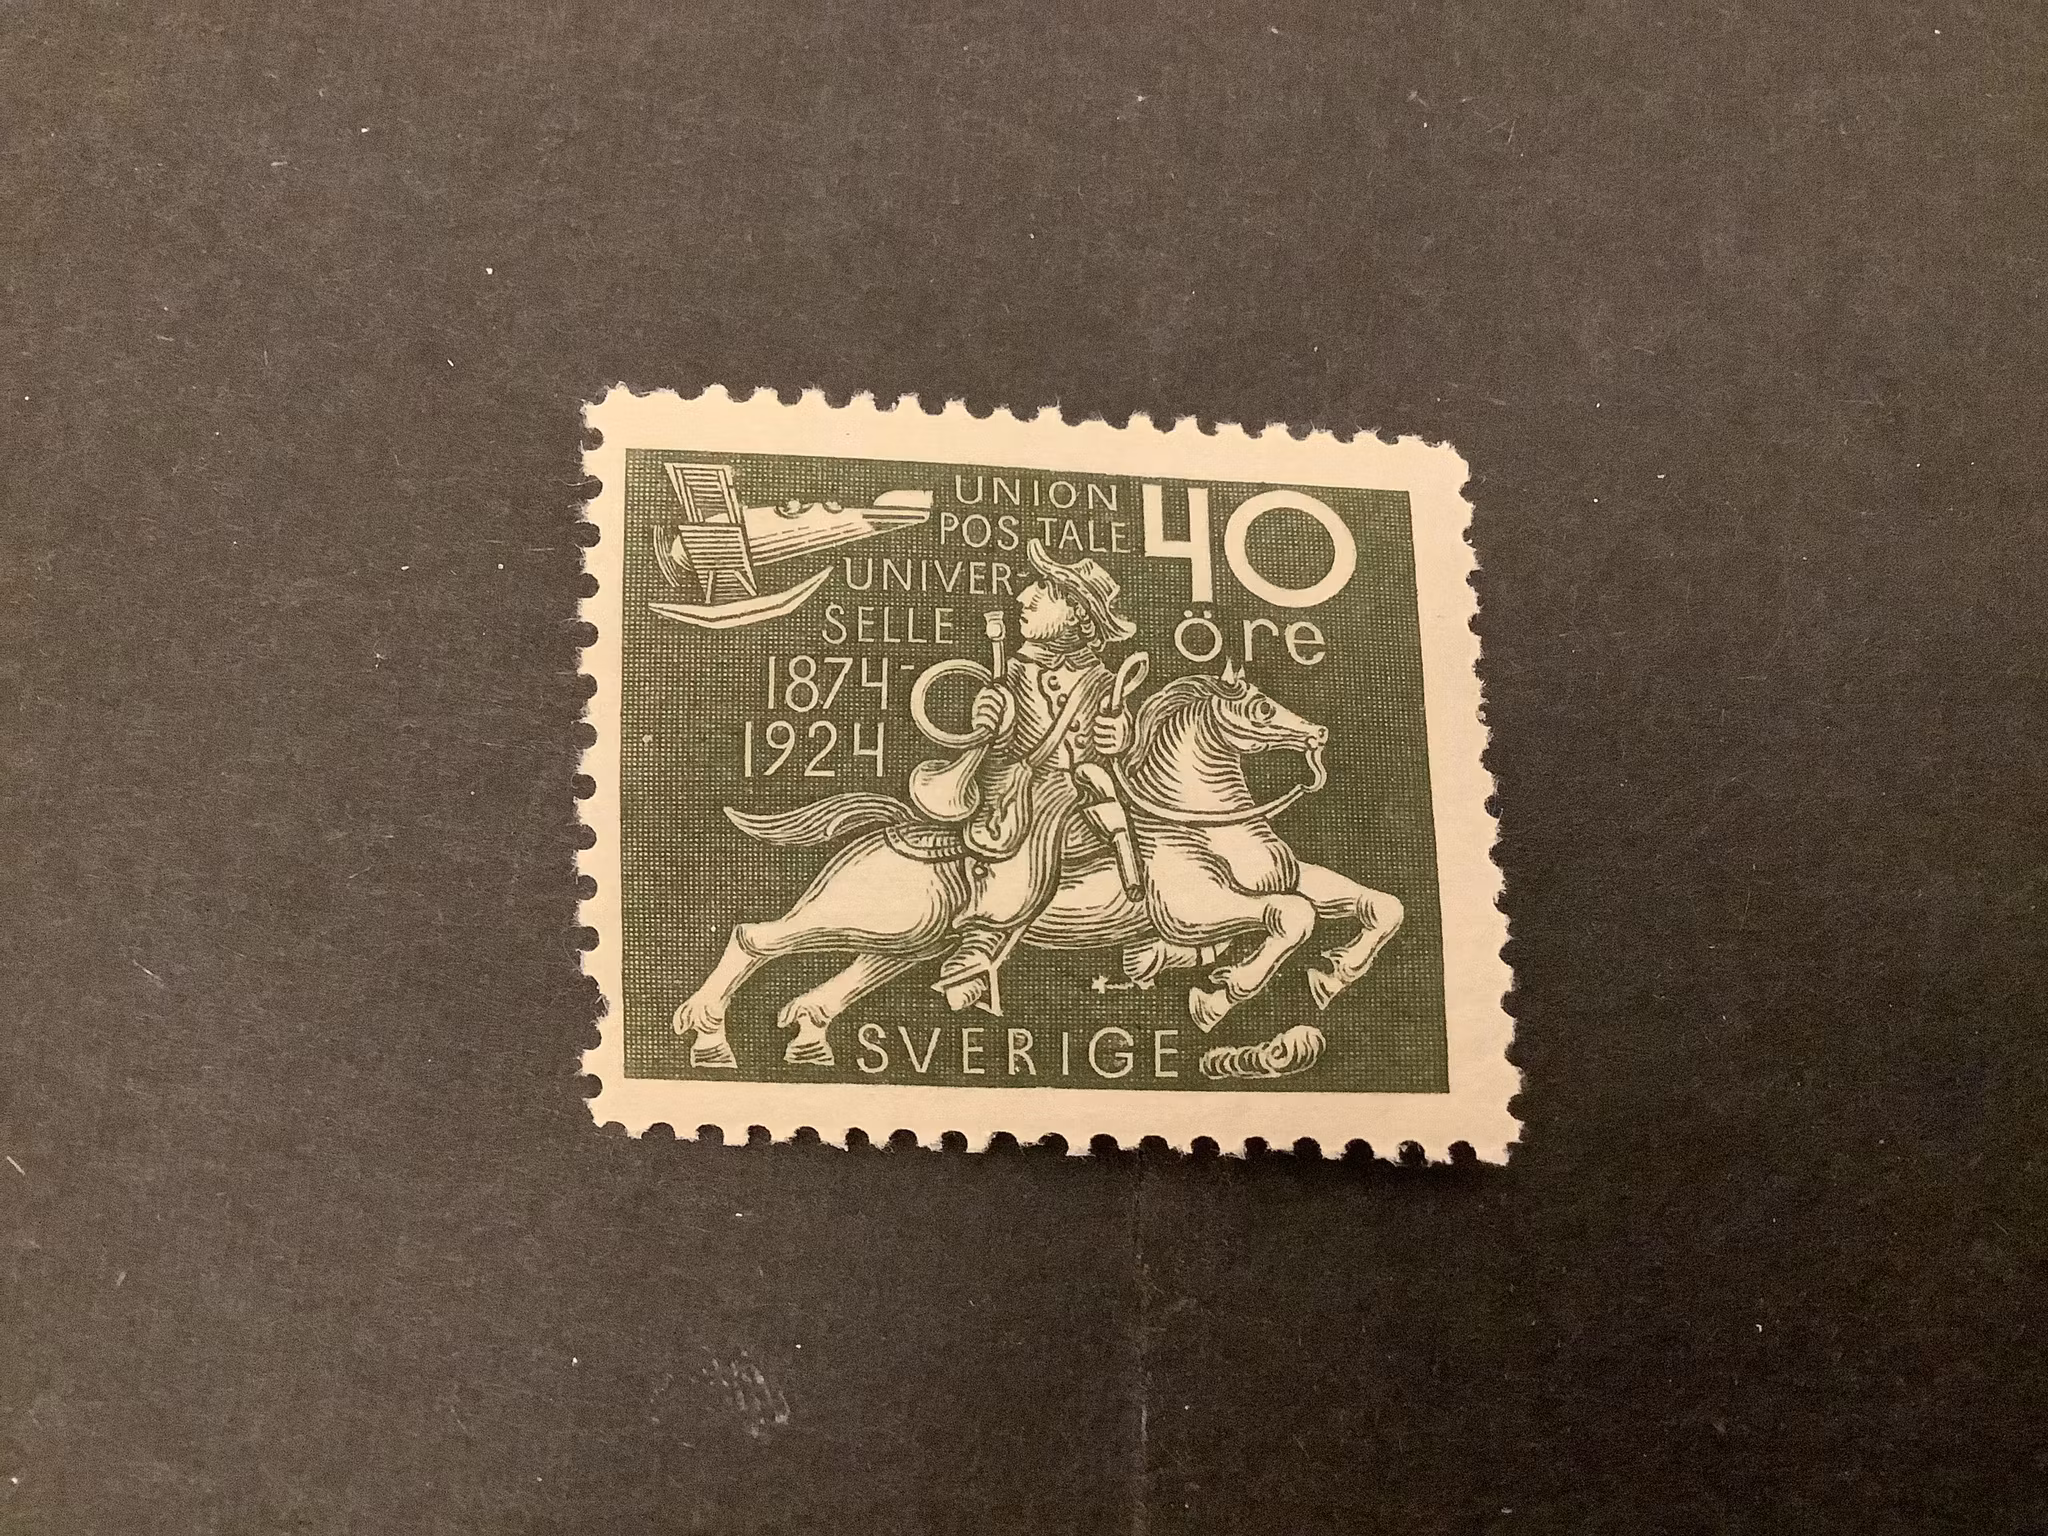 UNION
POSTALE
UNIVER-
SELLE
1874-
1924
40
öre
SVERIGE